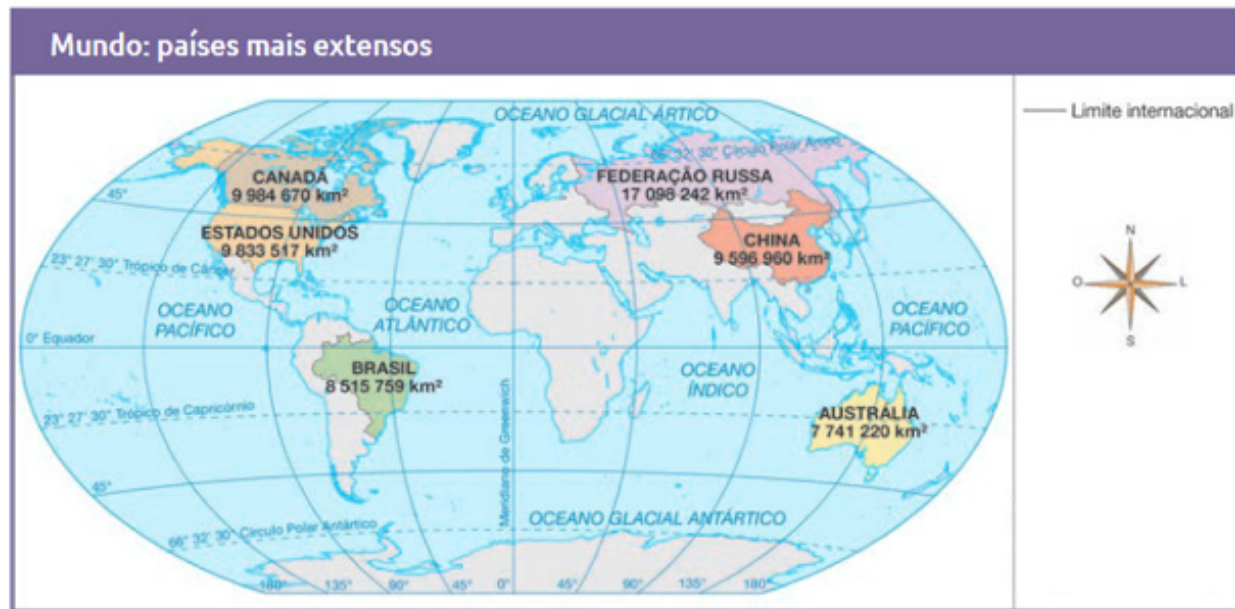 Mundo: países mais extensos
Limite internacional
OCEANO GLACIAL ÁRTICO
66° 32' 30" Círculo Polar Ártico
CANADÁ
9 984 670 km²
FEDERAÇÃO RUSSA
17 098 242 km²
45°
ESTADOS UNIDOS
9 833 517 km²
CHINA
9 596 960 km²
23° 27' 30" Trópico de Câncer
OCEANO
PACÍFICO
OCEANO
ATLÂNTICO
OCEANO
PACÍFICO
0° Equador
BRASIL
8 515 759 km²
OCEANO
ÍNDICO
23° 27' 30" Trópico de Capricórnio
AUSTRÁLIA
7 741 220 km²
Meridiano de Greenwich
45°
OCEANO GLACIAL ANTÁRTICO
66° 32' 30" Círculo Polar Antártico
180° 135° 90° 45° 0° 45° 90° 135° 180°
N
O L
S